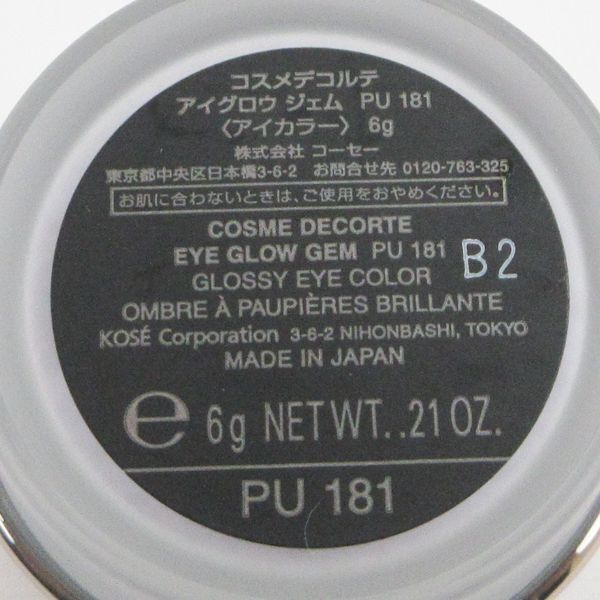 コスメデコルテ
アイグロウ ジェム PU 181
〈アイカラー〉 6g
株式会社 コーセー
東京都中央区日本橋3-6-2 お問合せ先 0120-763-325
お肌に合わないときは、ご使用をおやめください。
COSME DECORTE
EYE GLOW GEM PU 181
B2
GLOSSY EYE COLOR
OMBRE À PAUPIÈRES BRILLANTE
KOSÉ Corporation 3-6-2 NIHONBASHI, TOKYO
MADE IN JAPAN
e 6g NET WT. .21 OZ.
PU 181